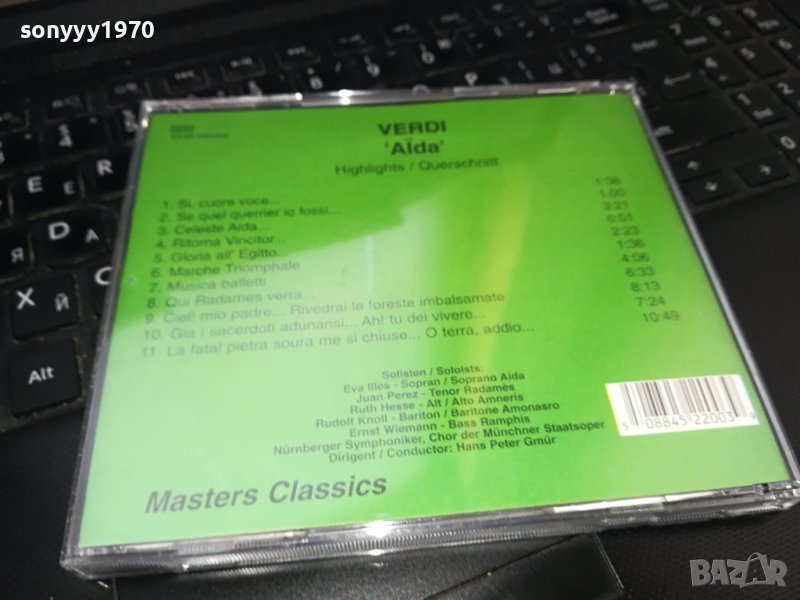 sonyyy1970
VERDI
'Aïda'
Highlights / Querschnitt
1. Si, cuore voce... 1:36
2. Se quel guerrier io fossi... 1:00
3. Celeste Aida... 3:21
4. Ritorna Vincitor... 6:01
5. Gloria all' Egitto... 2:23
6. Marche Triomphale 1:36
7. Musica balletti 4:06
8. Qui Radames verra... 6:33
9. Ciel! mio padre... Rivedrai le foreste imbalsamate 8:13
10. Gia i sacerdoti adunansi... Ah! tu dei vivere... 7:24
11. La fatal pietra soura me si chiuse... O terra, addio... 10:49
Solisten / Soloists:
Eva Illes - Sopran / Soprano Aida
Juan Perez - Tenor Radamès
Ruth Hesse - Alt / Alto Amneris
Rudolf Knoll - Bariton / Baritone Amonasro
Ernst Wiemann - Bass Ramphis
Nürnberger Symphoniker, Chor der Münchner Staatsoper
Dirigent / Conductor: Hans Peter Gmür
5 08845 22003 9
Masters Classics
Alt
BAZAR